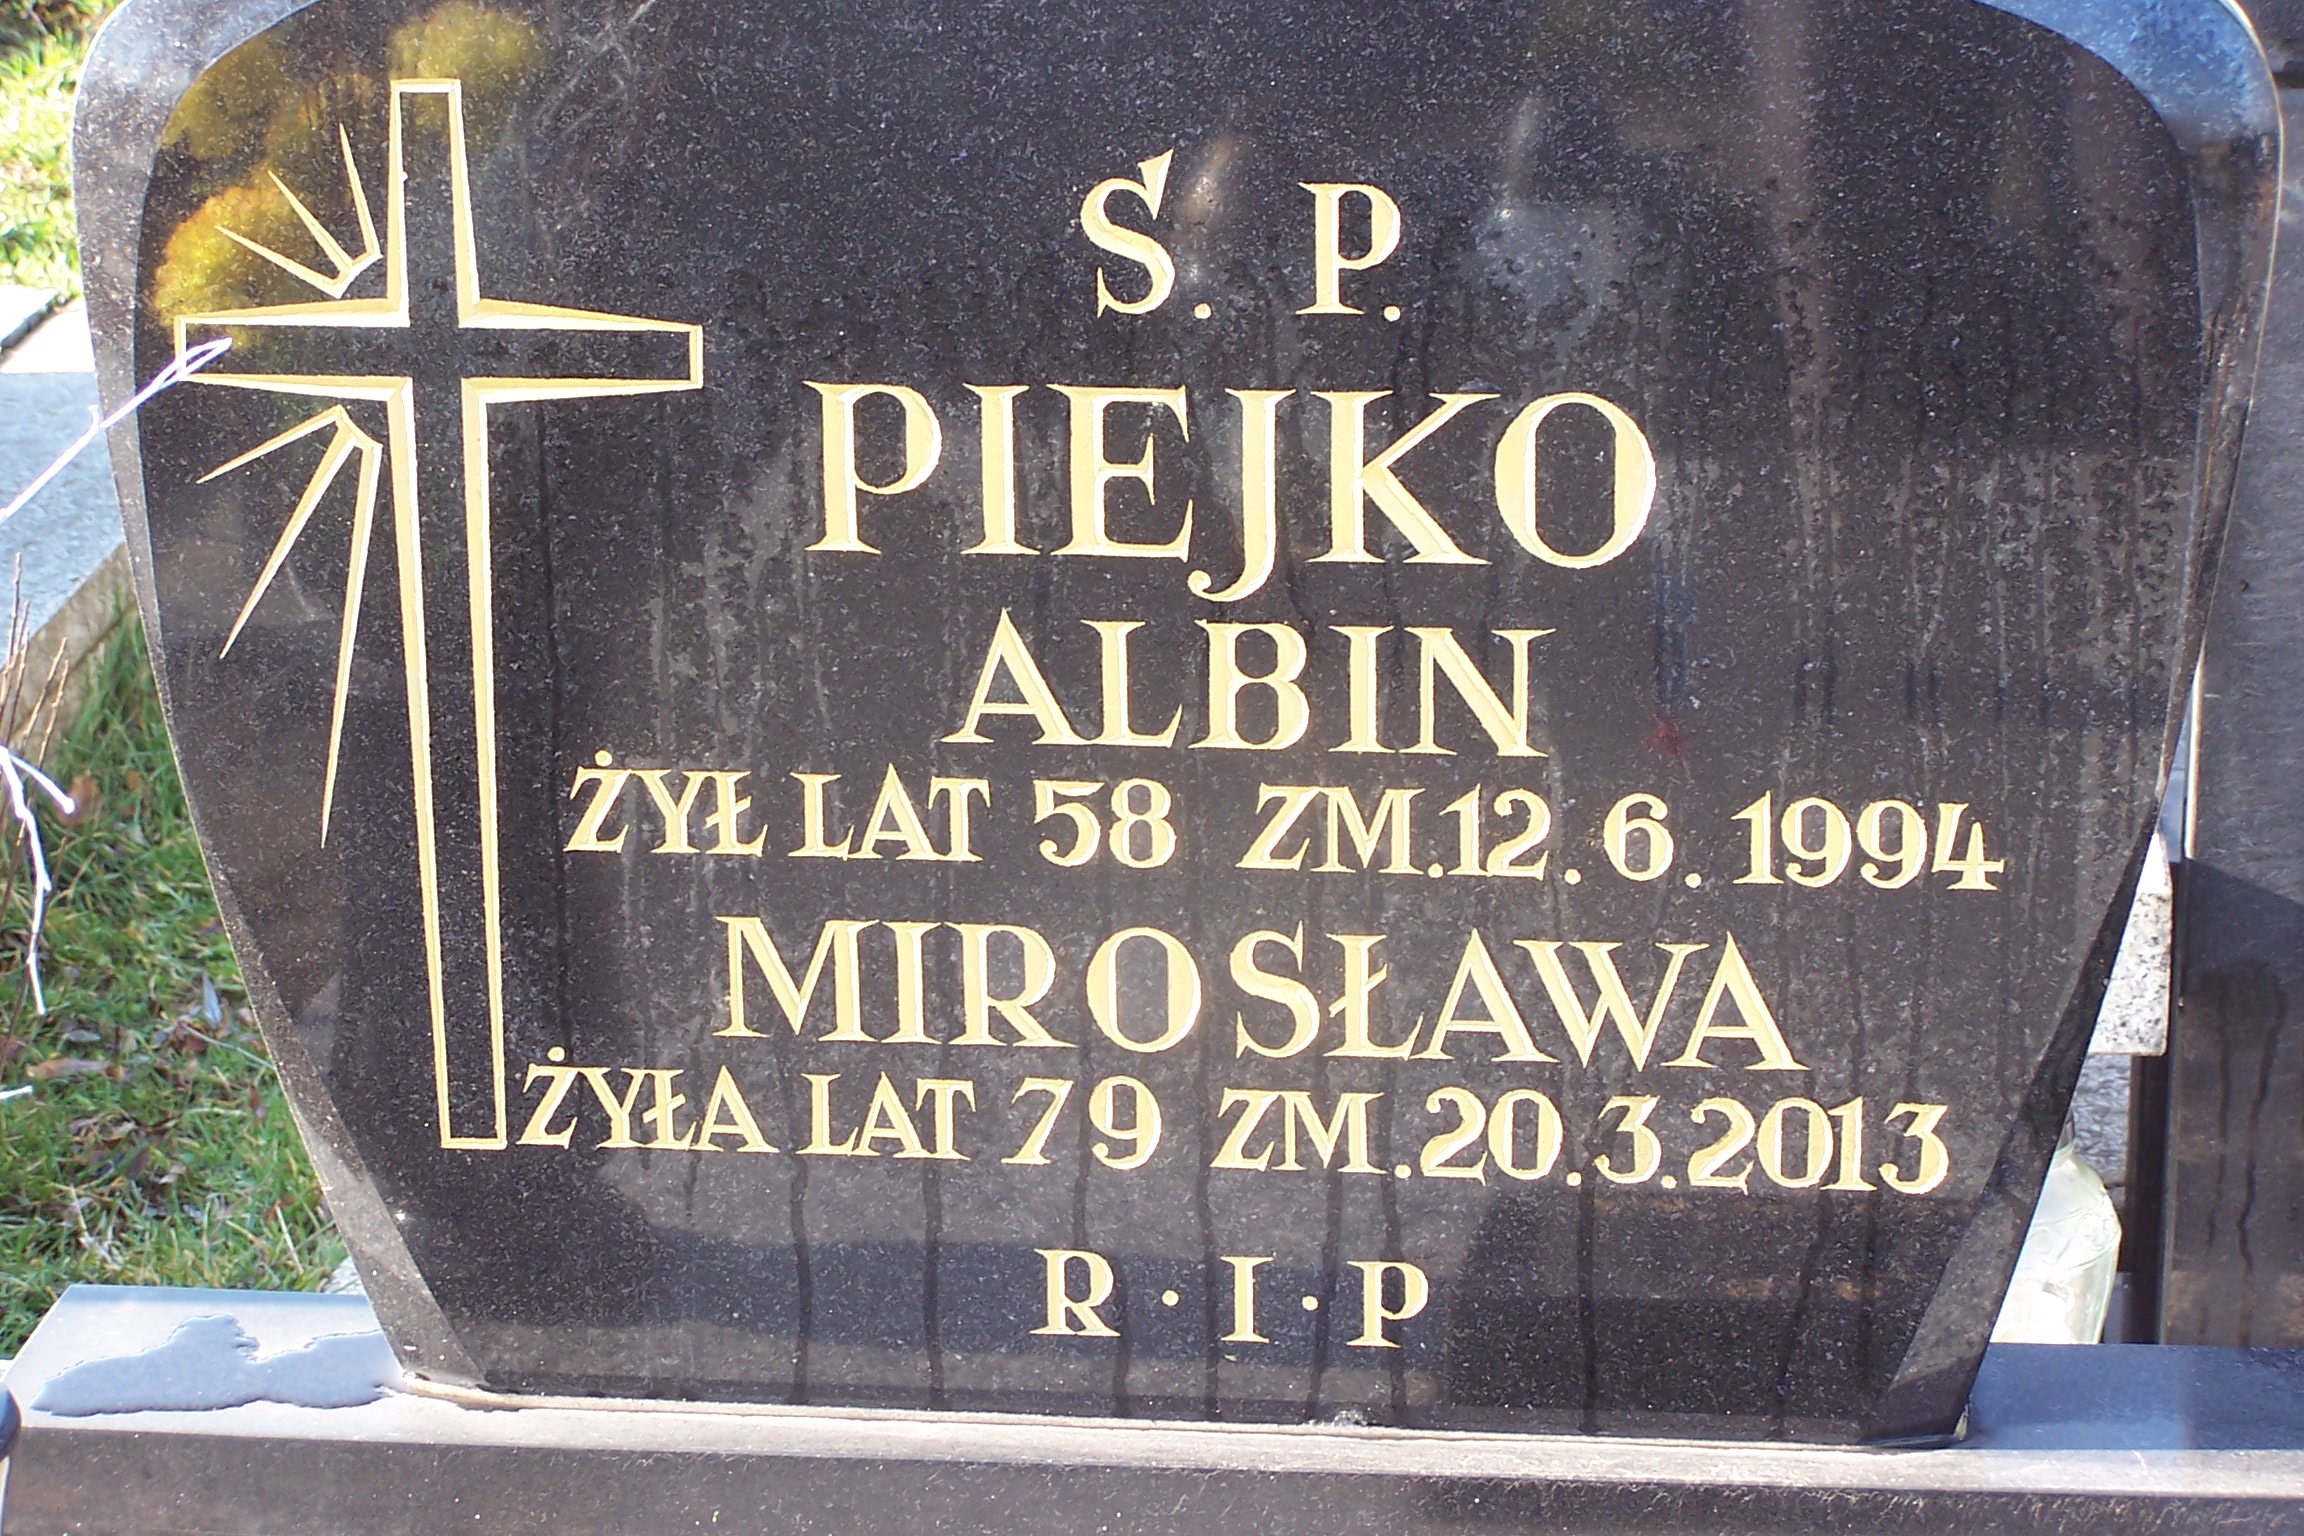 Ś. P.
PIEJKO
ALBIN
ŻYŁ LAT 58 ZM. 12. 6. 1994
MIROSŁAWA
ŻYŁA LAT 79 ZM. 20.3.2013
R · I · P